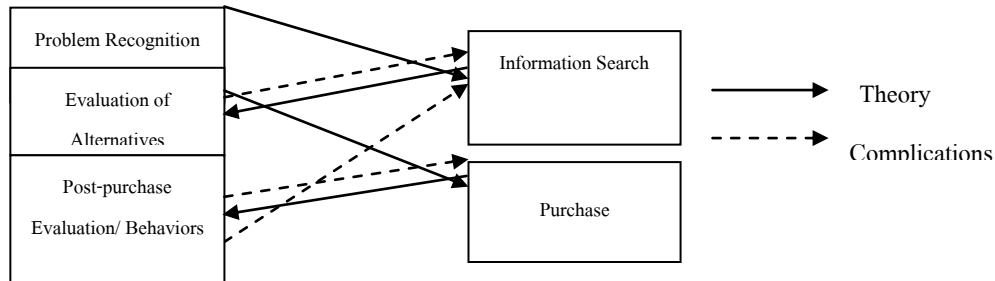 Problem Recognition
Evaluation of
Alternatives
Post-purchase
Evaluation/ Behaviors
Information Search
Purchase
Theory
Complications